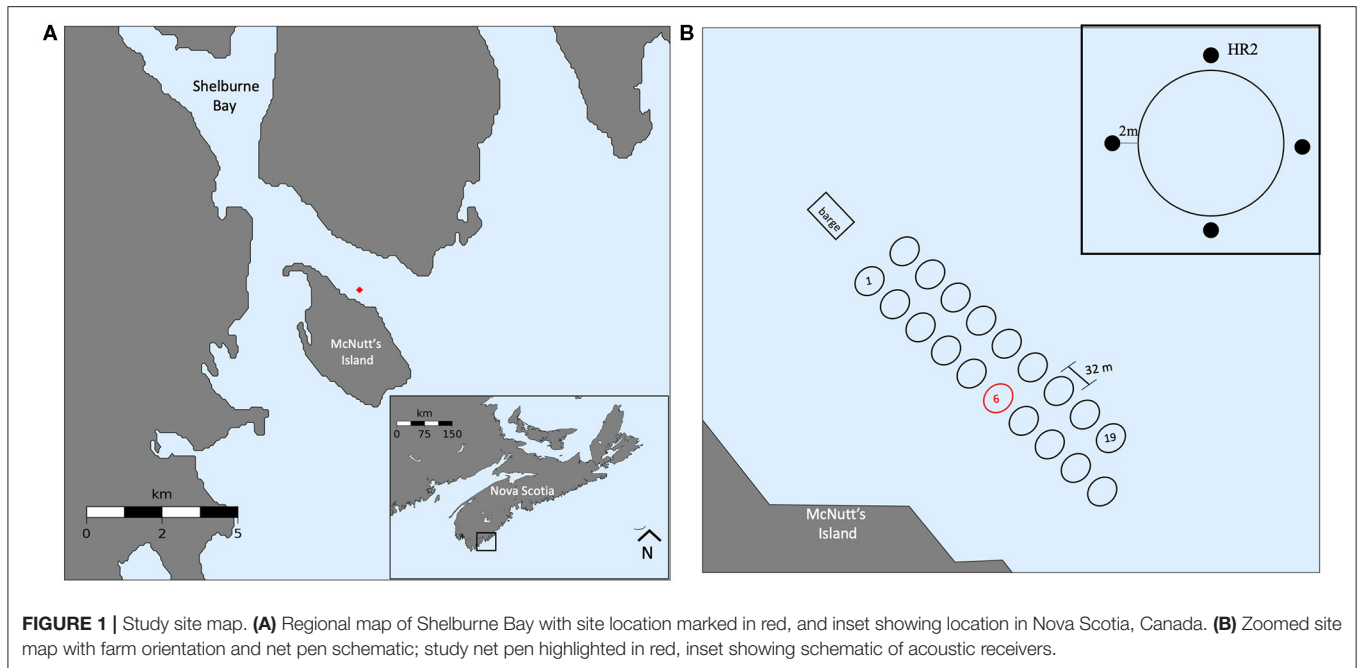 A
Shelburne
Bay
McNutt's
Island
km
0 2 5
km
0 75 150
Nova Scotia
N
B
HR2
2m
barge
1
32 m
6
19
McNutt's
Island
FIGURE 1 | Study site map. (A) Regional map of Shelburne Bay with site location marked in red, and inset showing location in Nova Scotia, Canada. (B) Zoomed site
map with farm orientation and net pen schematic; study net pen highlighted in red, inset showing schematic of acoustic receivers.